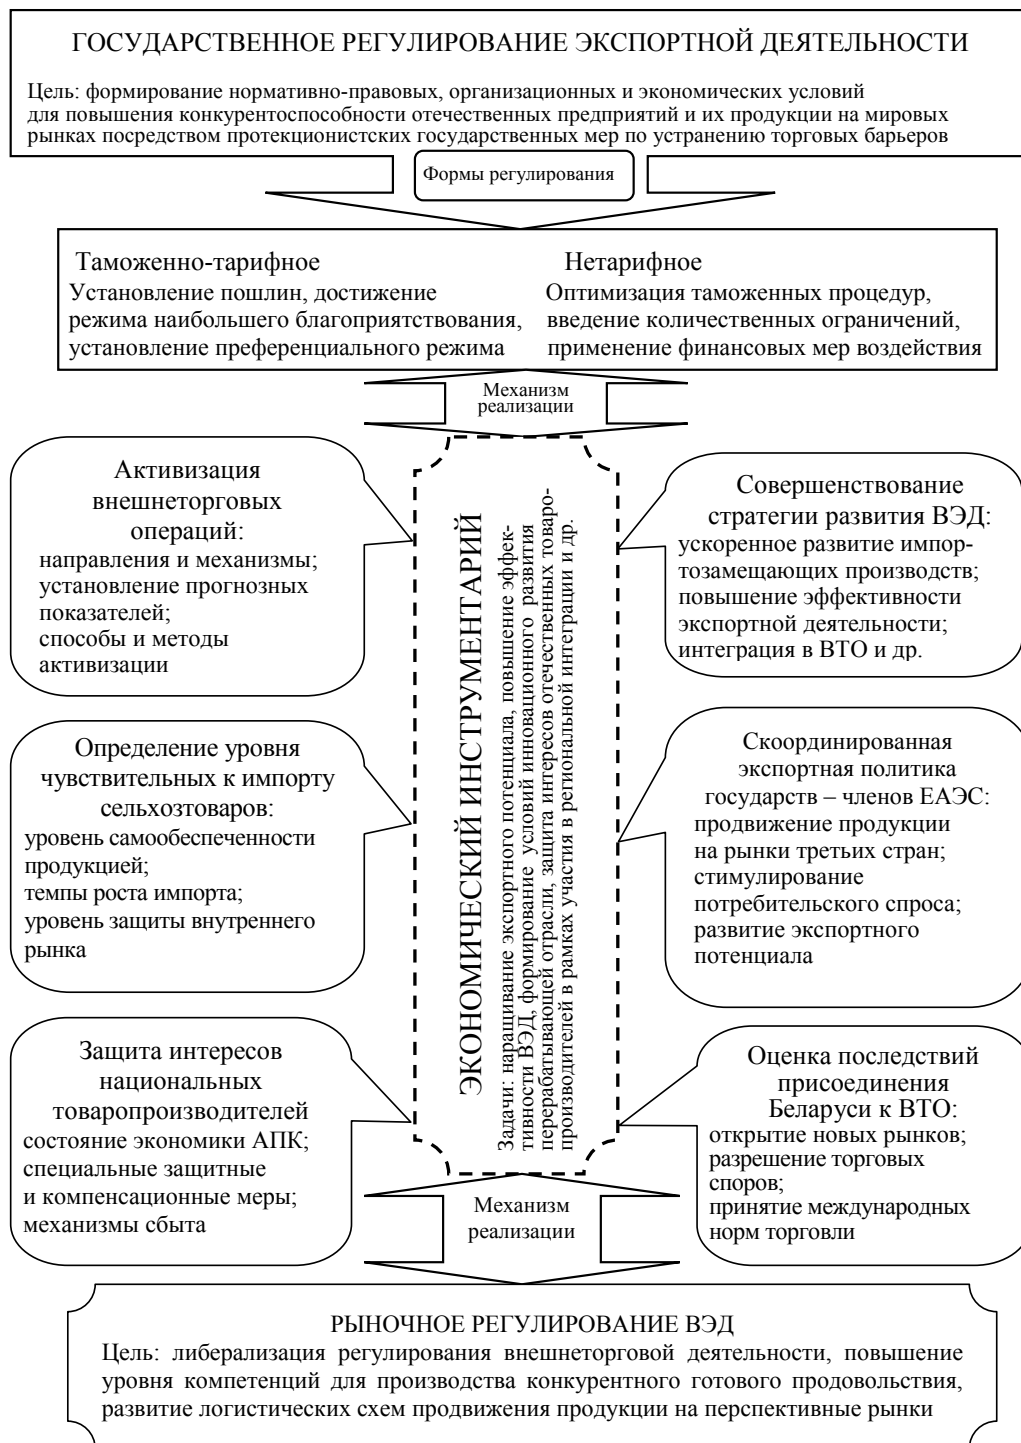 ГОСУДАРСТВЕННОЕ РЕГУЛИРОВАНИЕ ЭКСПОРТНОЙ ДЕЯТЕЛЬНОСТИ
Цель: формирование нормативно-правовых, организационных и экономических условий
для повышения конкурентоспособности отечественных предприятий и их продукции на мировых
рынках посредством протекционистских государственных мер по устранению торговых барьеров
Формы регулирования
Таможенно-тарифное
Установление пошлин, достижение
режима наибольшего благоприятствования,
установление преференциального режима
Нетарифное
Оптимизация таможенных процедур,
введение количественных ограничений,
применение финансовых мер воздействия
Механизм
реализации
Активизация
внешнеторговых
операций:
направления и механизмы;
установление прогнозных
показателей;
способы и методы
активизации
Определение уровня
чувствительных к импорту
сельхозтоваров:
уровень самообеспеченности
продукцией;
темпы роста импорта;
уровень защиты внутреннего
рынка
Защита интересов
национальных
товаропроизводителей
состояние экономики АПК;
специальные защитные
и компенсационные меры;
механизмы сбыта
ЭКОНОМИЧЕСКИЙ ИНСТРУМЕНТАРИЙ
Задачи: наращивание экспортного потенциала, повышение эффек-
тивности ВЭД, формирование условий инновационного развития
перерабатывающей отрасли, защита интересов отечественных товаро-
производителей в рамках участия в региональной интеграции и др.
Совершенствование
стратегии развития ВЭД:
ускоренное развитие импор-
тозамещающих производств;
повышение эффективности
экспортной деятельности;
интеграция в ВТО и др.
Скоординированная
экспортная политика
государств – членов ЕАЭС:
продвижение продукции
на рынки третьих стран;
стимулирование
потребительского спроса;
развитие экспортного
потенциала
Оценка последствий
присоединения
Беларуси к ВТО:
открытие новых рынков;
разрешение торговых
споров;
принятие международных
норм торговли
Механизм
реализации
РЫНОЧНОЕ РЕГУЛИРОВАНИЕ ВЭД
Цель: либерализация регулирования внешнеторговой деятельности, повышение
уровня компетенций для производства конкурентного готового продовольствия,
развитие логистических схем продвижения продукции на перспективные рынки